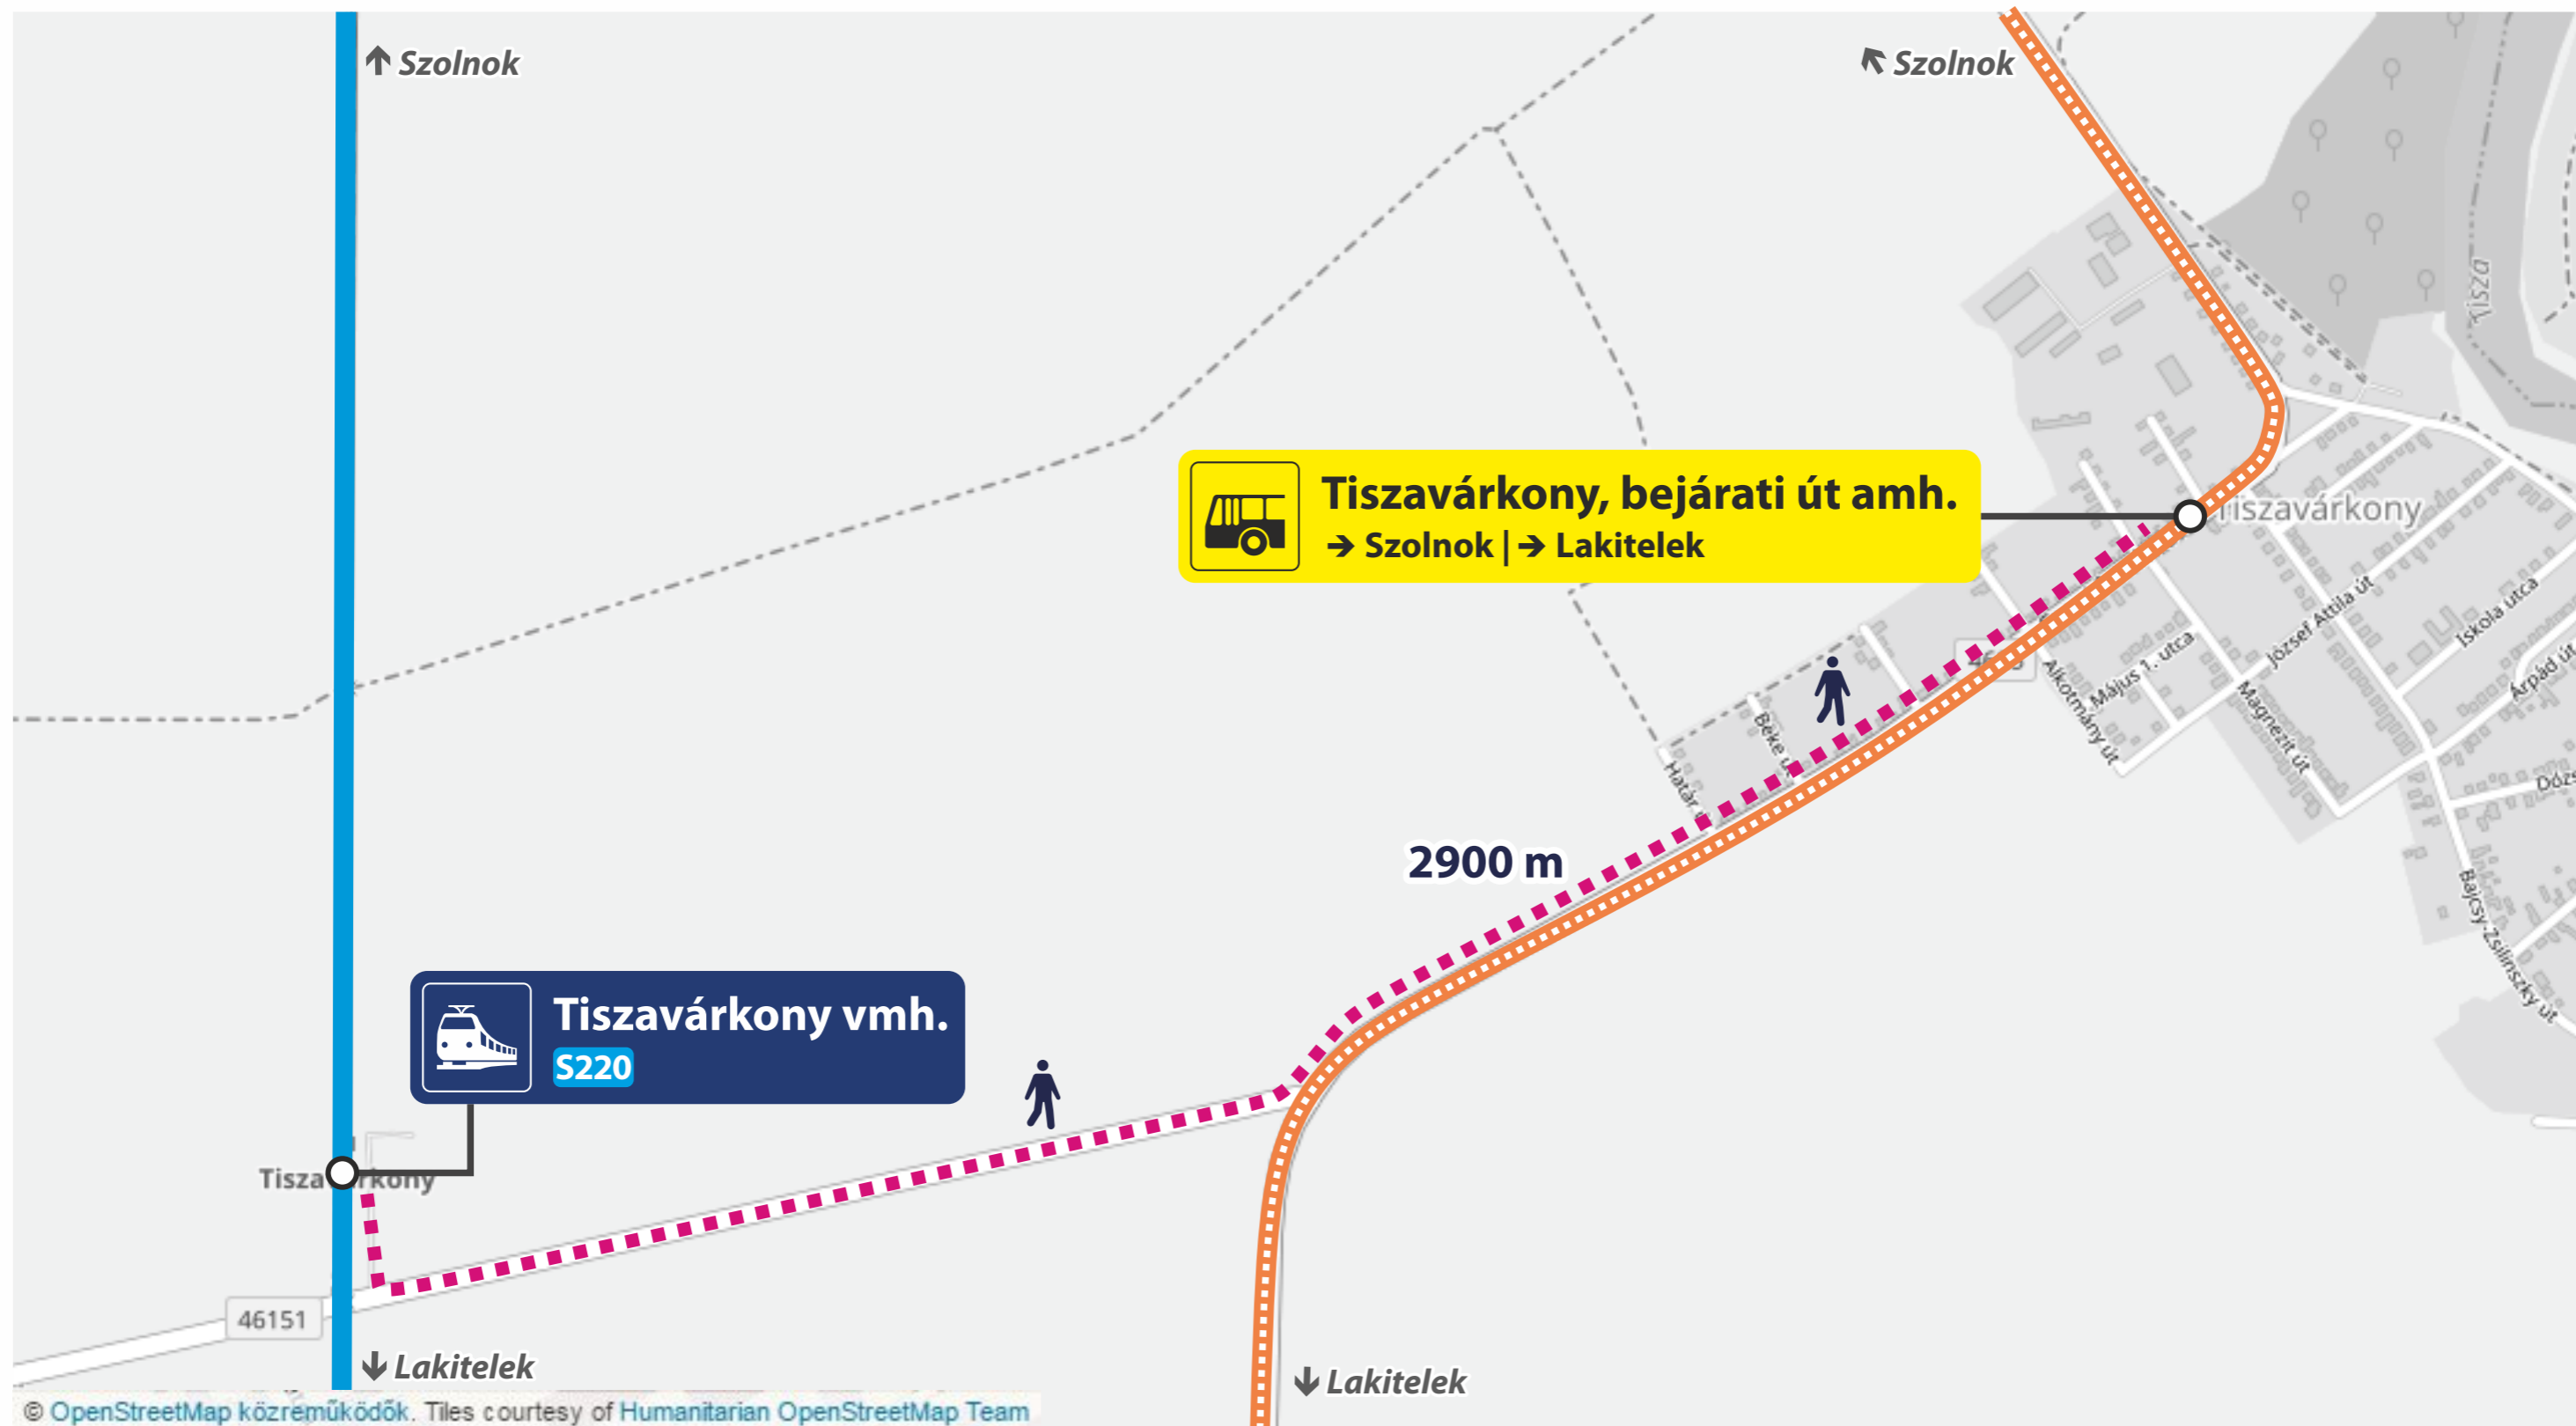 ↑ Szolnok
↖ Szolnok
Tisza
Tiszavárkony, bejárati út amh.
→ Szolnok | → Lakitelek
Tiszavárkony
József Attila út
Iskola utca
Árpád út
Május 1. utca
Alkotmány út
Magnezit út
Béke
Határ
Bajcsy-Zsilinszky út
2900 m
Tiszavárkony vmh.
S220
46151
↓ Lakitelek
↓ Lakitelek
© OpenStreetMap közreműködők. Tiles courtesy of Humanitarian OpenStreetMap Team